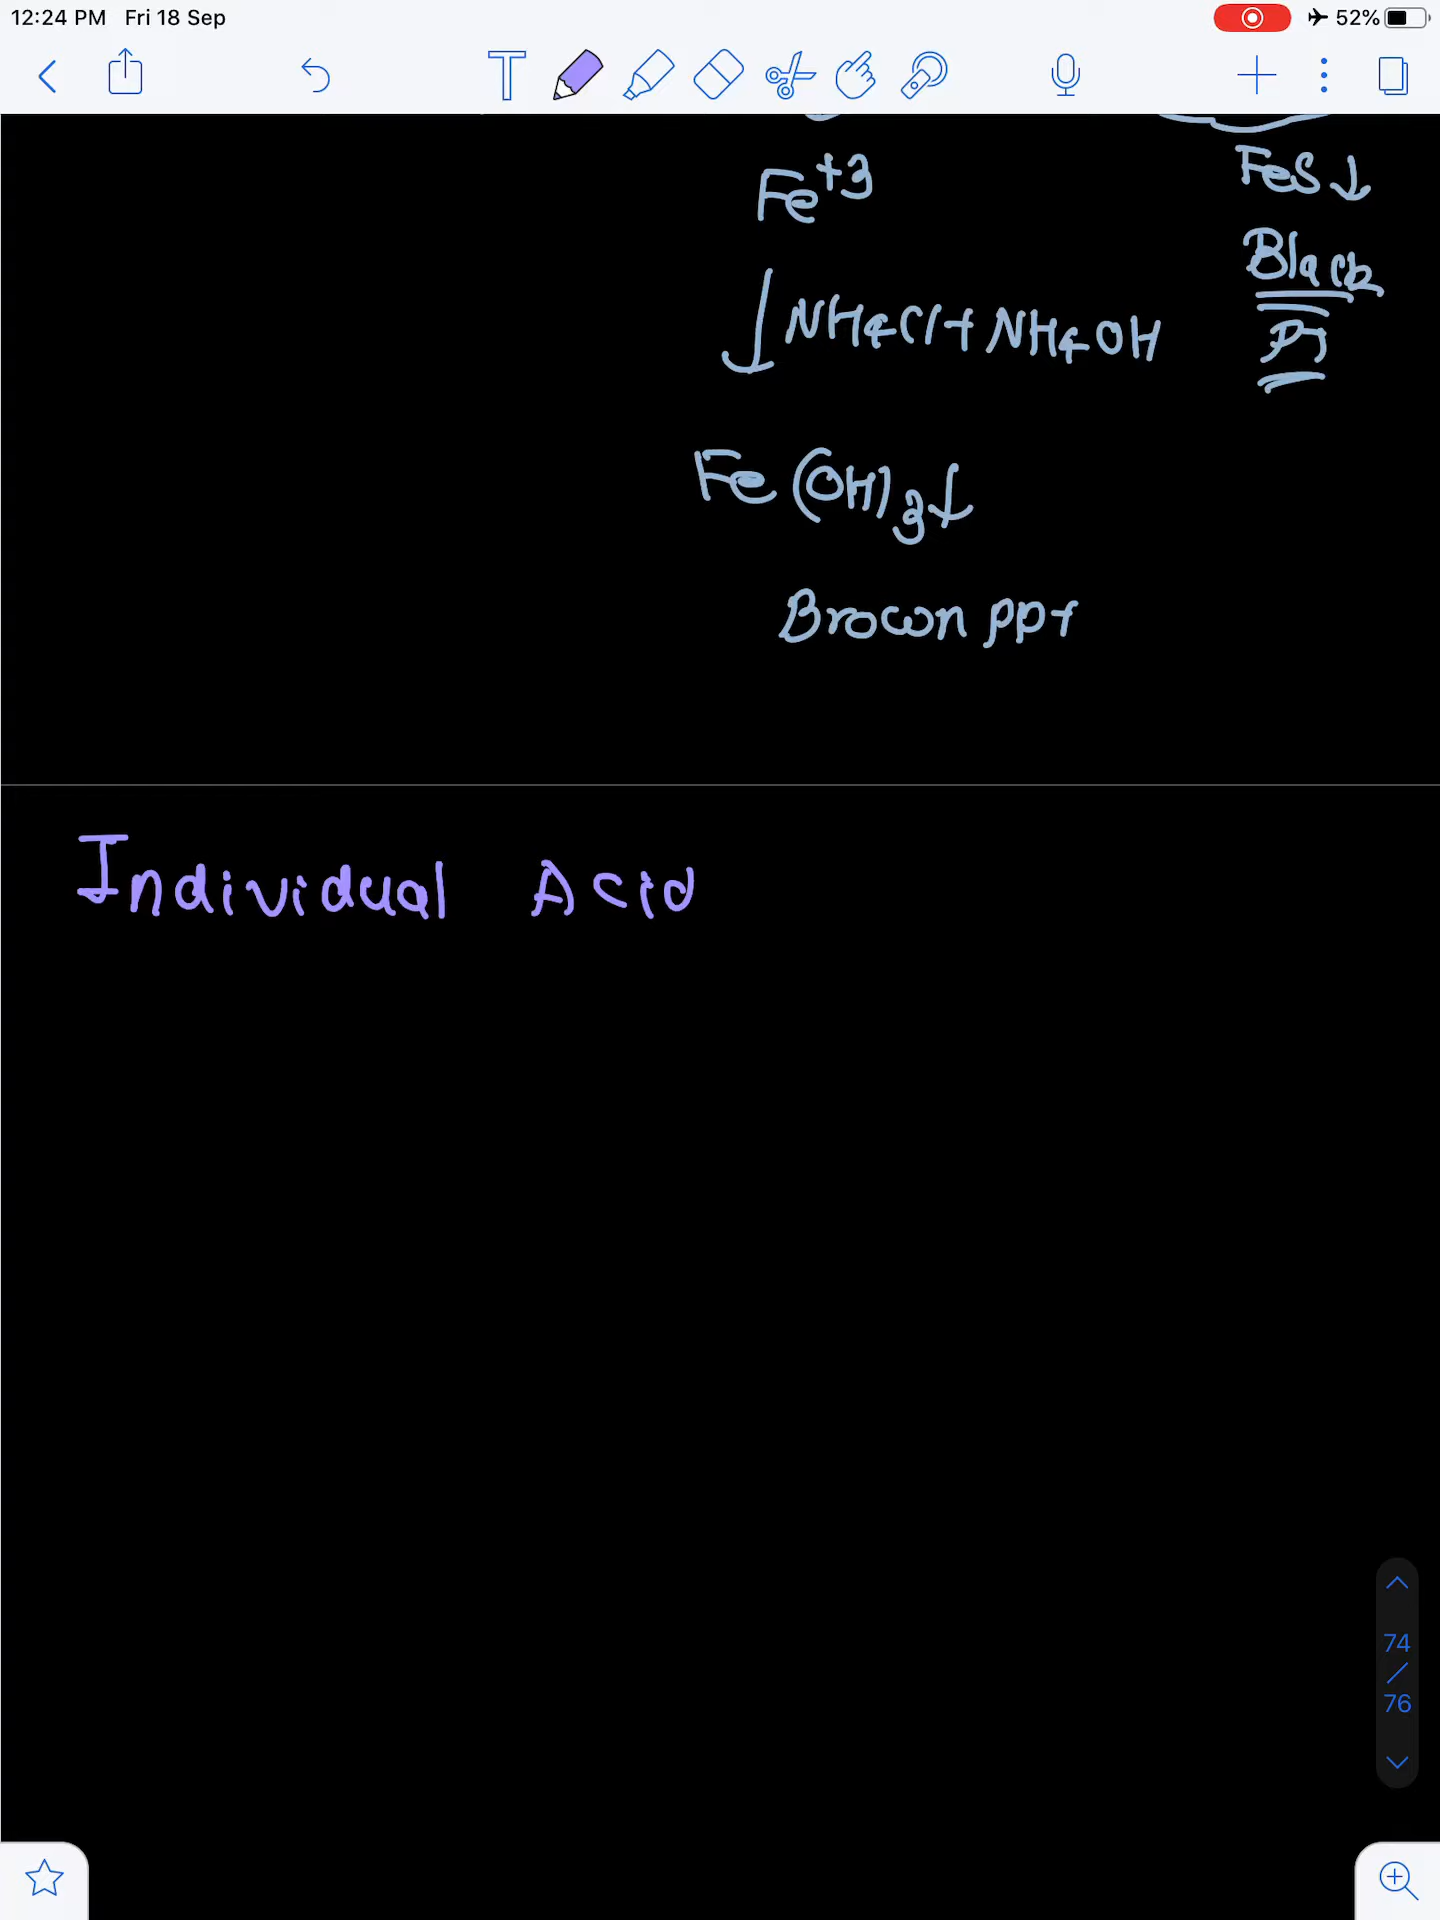 12:24 PM Fri 18 Sep
52%
T
Fe+3
FeS ↓
Black
NH4Cl + NH4OH
Fe(OH)3↓
Brown ppt
Individual Acid
74
/
76